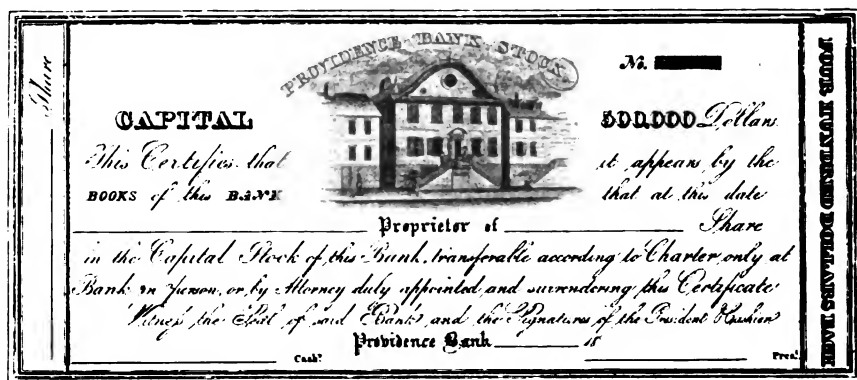 Share
PROVIDENCE BANK STOCK
No.
CAPITAL 500,000 Dollars
This Certifies that it appears by the
BOOKS of this BANK that at this date
Proprietor of Share
in the Capital Stock of this Bank, transferable according to Charter, only at
Bank in Person, or by Attorney duly appointed and surrendering this Certificate
Witness the Seal of said Bank and the Signatures of the President & Cashier
Providence Bank 18
Cashr. Prest.
FOUR HUNDRED DOLLARS EACH